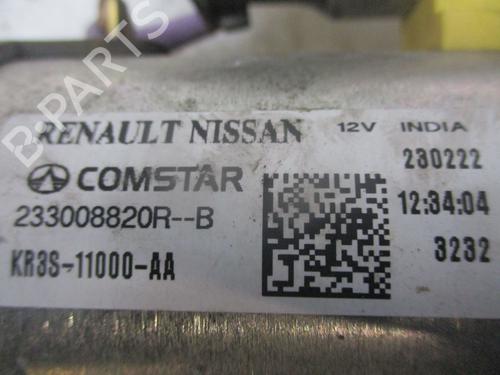 B-PARTS
RENAULT NISSAN 12V INDIA
COMSTAR 230222
233008820R--B 12:34:04
KR3S-11000-AA 3232